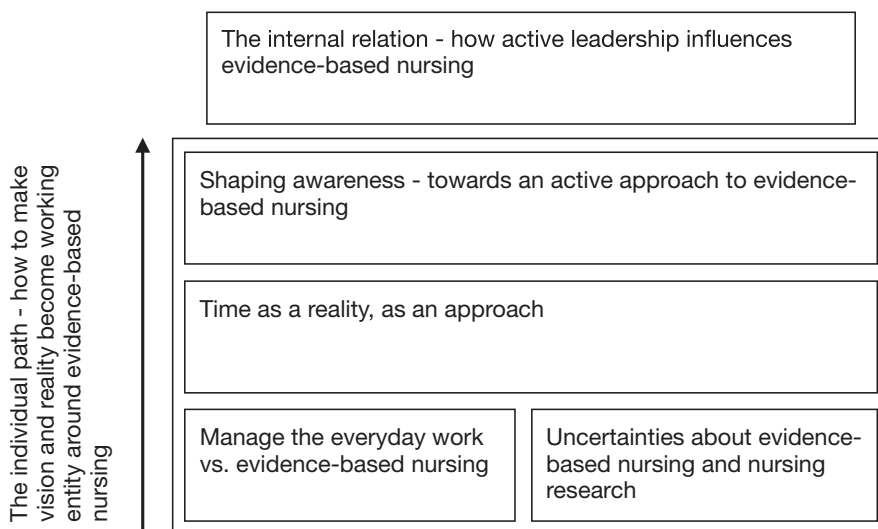 The internal relation - how active leadership influences
evidence-based nursing
Shaping awareness - towards an active approach to evidence-
based nursing
Time as a reality, as an approach
Manage the everyday work
vs. evidence-based nursing
Uncertainties about evidence-
based nursing and nursing
research
The individual path - how to make
vision and reality become working
entity around evidence-based
nursing